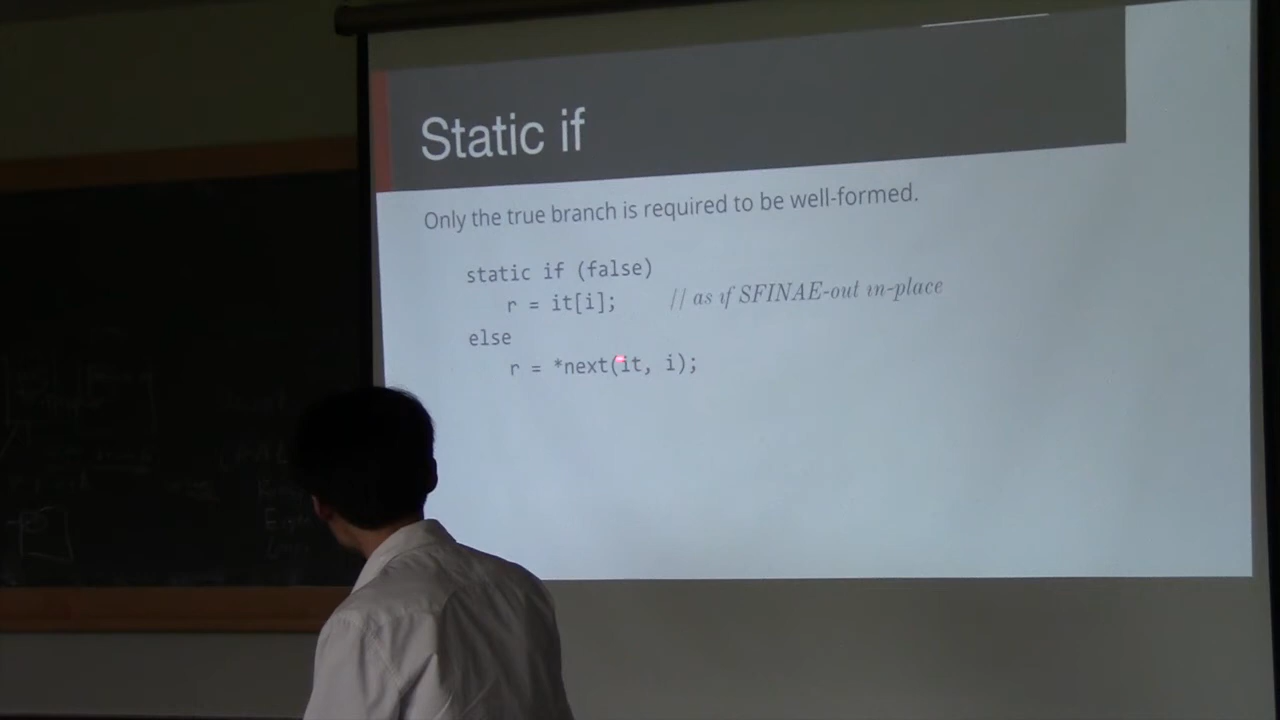 Static if
Only the true branch is required to be well-formed.
static if (false)
r = it[i]; // as if SFINAE-out in-place
else
r = *next(it, i);